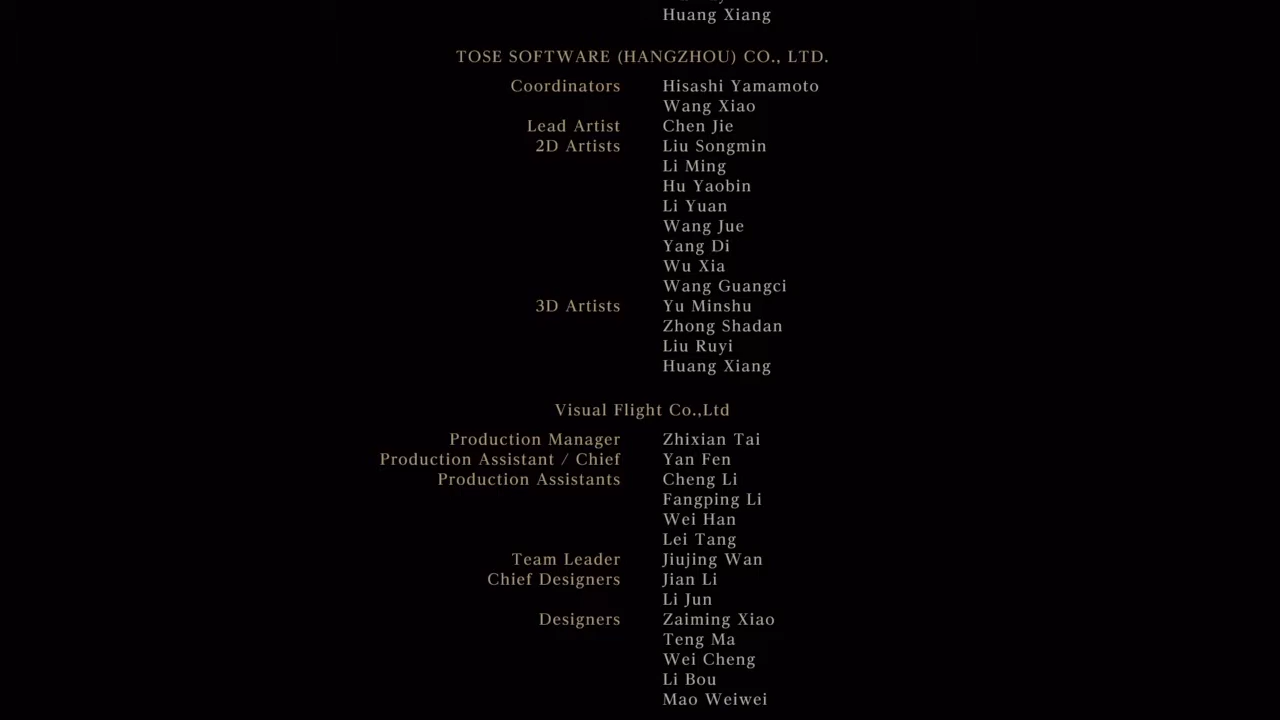 Huang Xiang
TOSE SOFTWARE (HANGZHOU) CO., LTD.
Coordinators Hisashi Yamamoto
Wang Xiao
Lead Artist Chen Jie
2D Artists Liu Songmin
Li Ming
Hu Yaobin
Li Yuan
Wang Jue
Yang Di
Wu Xia
Wang Guangci
3D Artists Yu Minshu
Zhong Shadan
Liu Ruyi
Huang Xiang
Visual Flight Co.,Ltd
Production Manager Zhixian Tai
Production Assistant / Chief Yan Fen
Production Assistants Cheng Li
Fangping Li
Wei Han
Lei Tang
Team Leader Jiujing Wan
Chief Designers Jian Li
Li Jun
Designers Zaiming Xiao
Teng Ma
Wei Cheng
Li Bou
Mao Weiwei